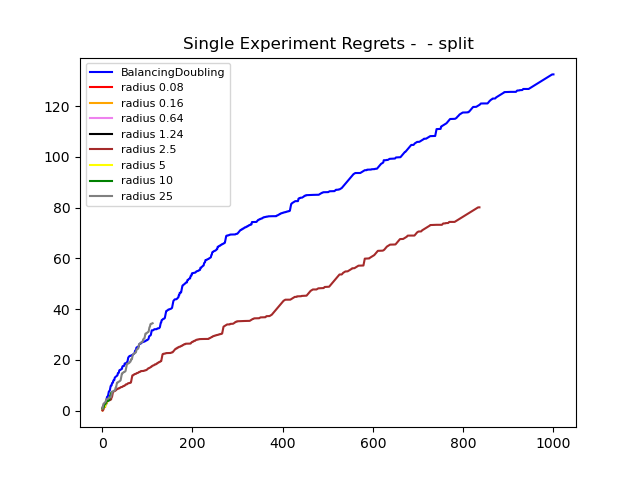 Single Experiment Regrets -  - split
BalancingDoubling
radius 0.08
radius 0.16
radius 0.64
radius 1.24
radius 2.5
radius 5
radius 10
radius 25
120
100
80
60
40
20
0
0 200 400 600 800 1000